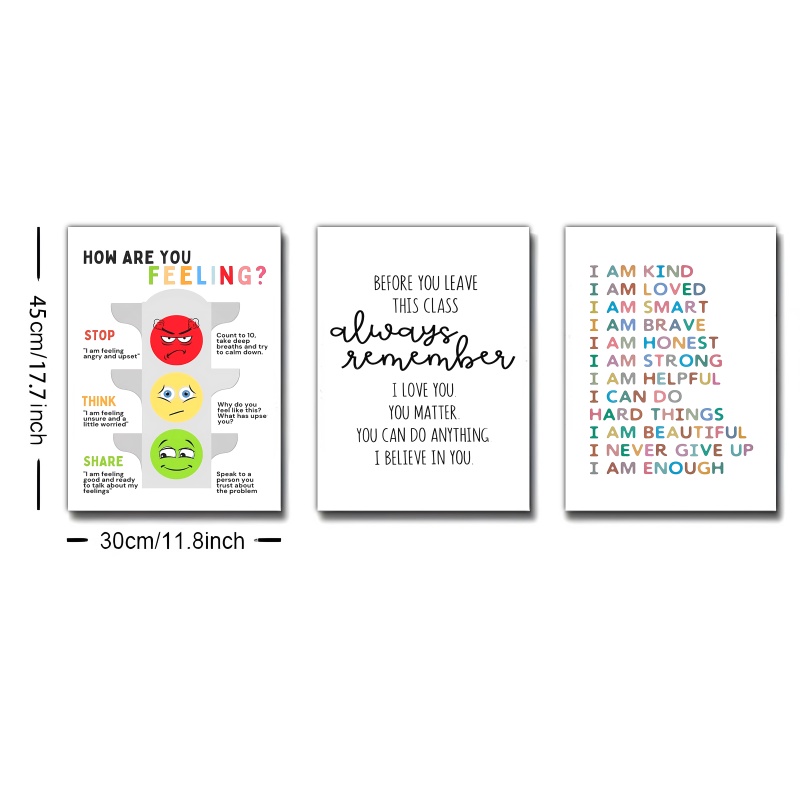 45cm/17.7inch
30cm/11.8inch
HOW ARE YOU
FEELING?
STOP
"I am feeling
angry and upset"
Count to 10,
take deep
breaths and try
to calm down.
THINK
"I am feeling
unsure and a
little worried"
Why do you
feel like this?
What has upse
you?
SHARE
"I am feeling
good and ready
to talk about my
feelings"
Speak to a
person you
trust about
the problem
BEFORE YOU LEAVE
THIS CLASS
always
remember
I LOVE YOU.
YOU MATTER.
YOU CAN DO ANYTHING
I BELIEVE IN YOU.
I AM KIND
I AM LOVED
I AM SMART
I AM BRAVE
I AM HONEST
I AM STRONG
I AM HELPFUL
I CAN DO
HARD THINGS
I AM BEAUTIFUL
I NEVER GIVE UP
I AM ENOUGH